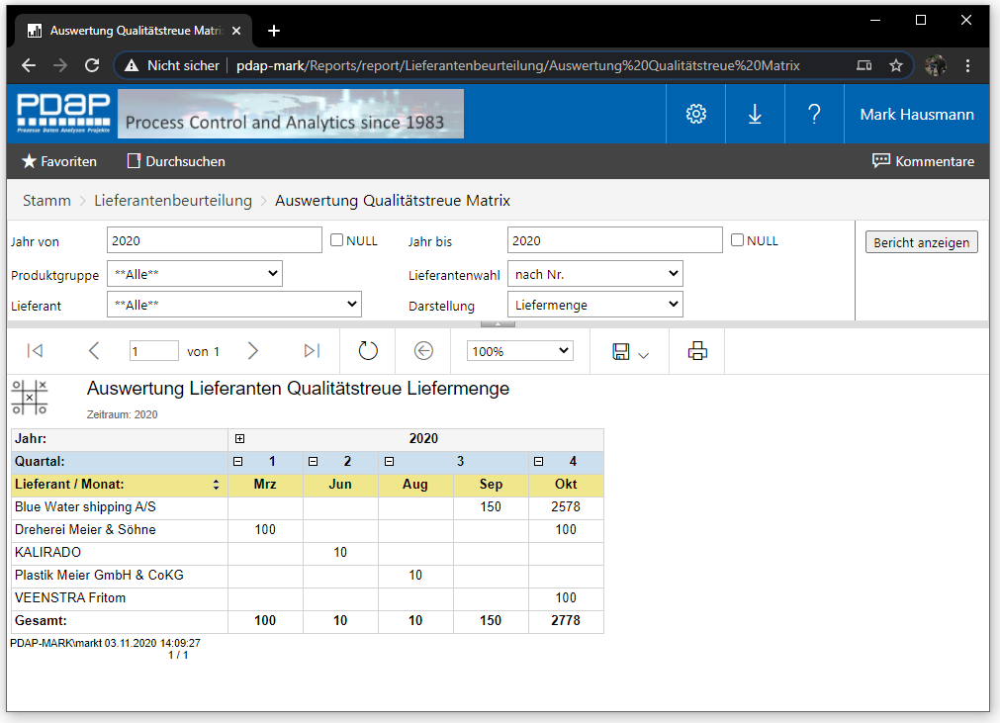 Auswertung Qualitätstreue Matri
Nicht sicher pdap-mark/Reports/report/Lieferantenbeurteilung/Auswertung%20Qualitätstreue%20Matrix
PDAP Process Control and Analytics since 1983 ? Mark Hausmann
Prozesse Daten Analysen Projekte
Favoriten Durchsuchen Kommentare
Stamm > Lieferantenbeurteilung > Auswertung Qualitätstreue Matrix
Jahr von 2020 NULL Jahr bis 2020 NULL Bericht anzeigen
Produktgruppe **Alle** Lieferantenwahl nach Nr.
Lieferant **Alle** Darstellung Liefermenge
1 von 1 100%
Auswertung Lieferanten Qualitätstreue Liefermenge
Zeitraum: 2020
Jahr: 2020
Quartal: 1 2 3 4
Lieferant / Monat: Mrz Jun Aug Sep Okt
Blue Water shipping A/S 150 2578
Dreherei Meier & Söhne 100 100
KALIRADO 10
Plastik Meier GmbH & CoKG 10
VEENSTRA Fritom 100
Gesamt: 100 10 10 150 2778
PDAP-MARK\markt 03.11.2020 14:09:27
1 / 1